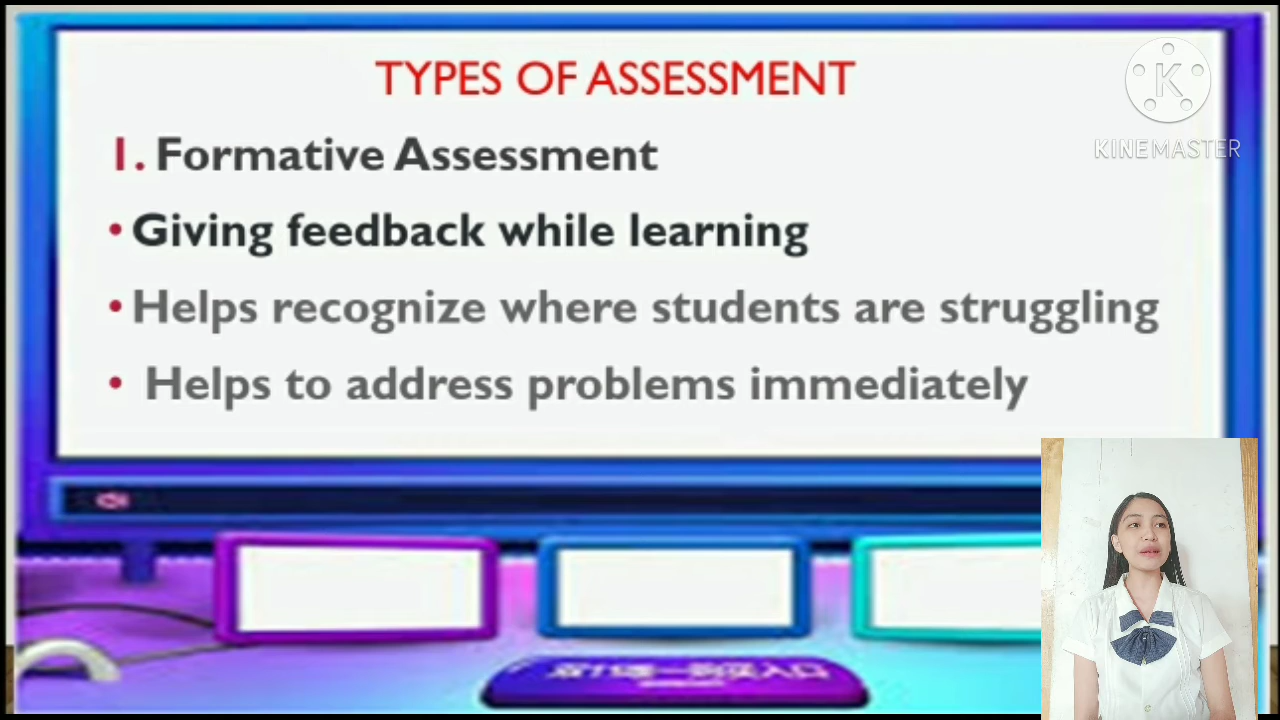 TYPES OF ASSESSMENT
1. Formative Assessment
• Giving feedback while learning
• Helps recognize where students are struggling
• Helps to address problems immediately
K
KINEMASTER